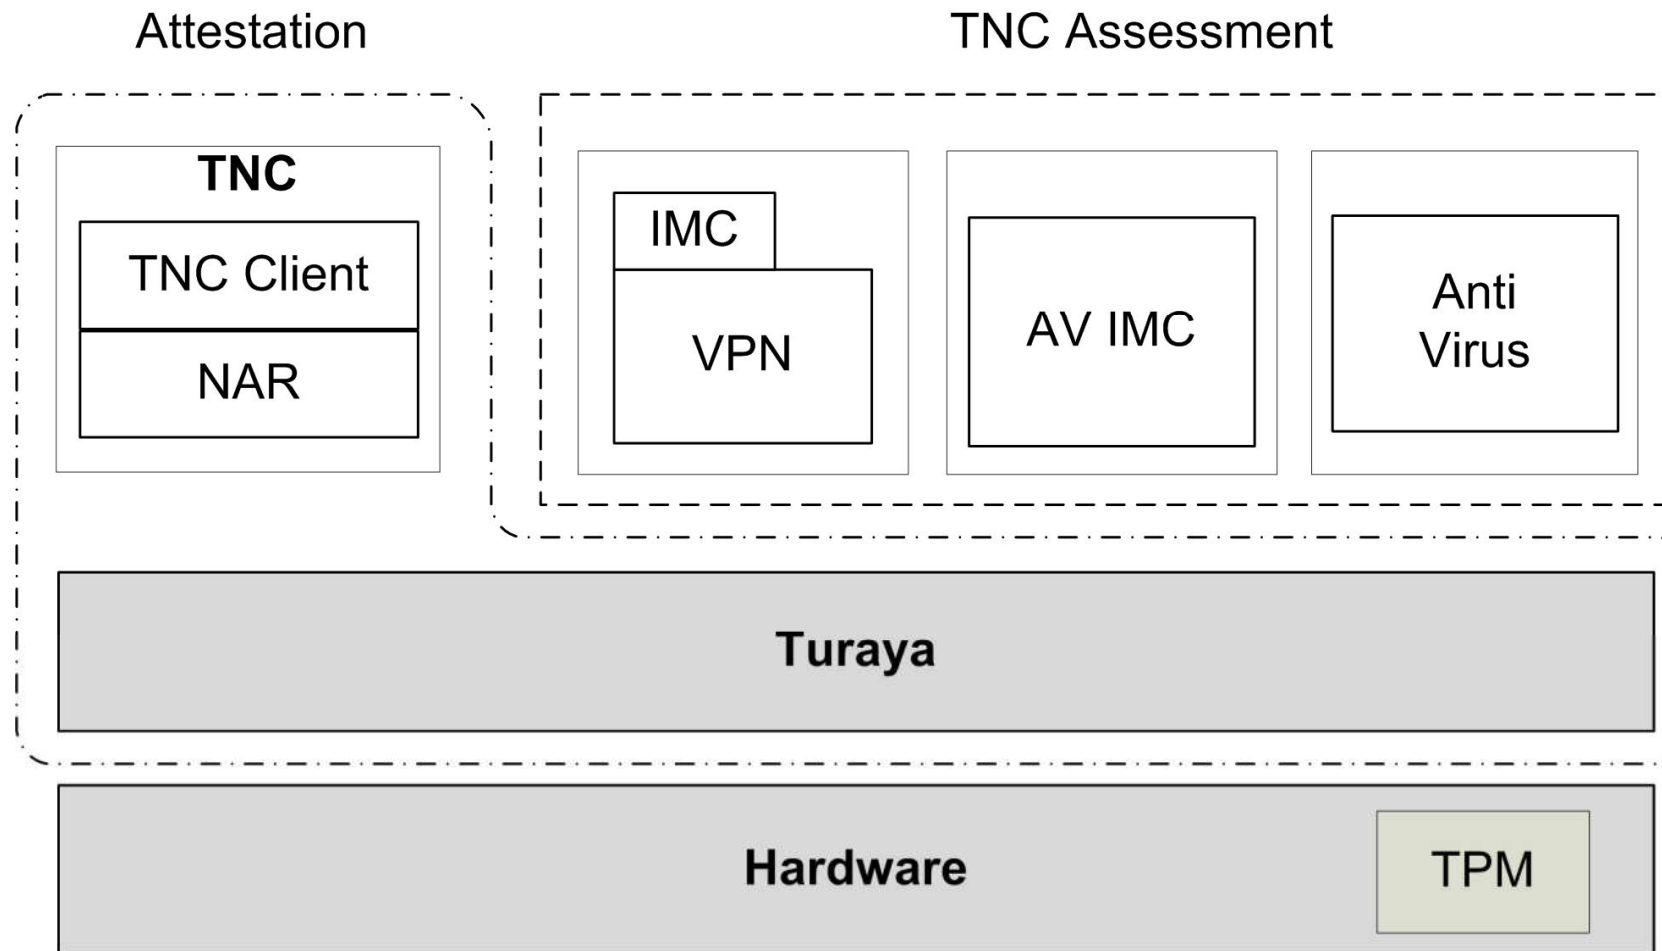 Attestation
TNC Assessment
TNC
TNC Client
NAR
IMC
VPN
AV IMC
Anti
Virus
Turaya
Hardware
TPM